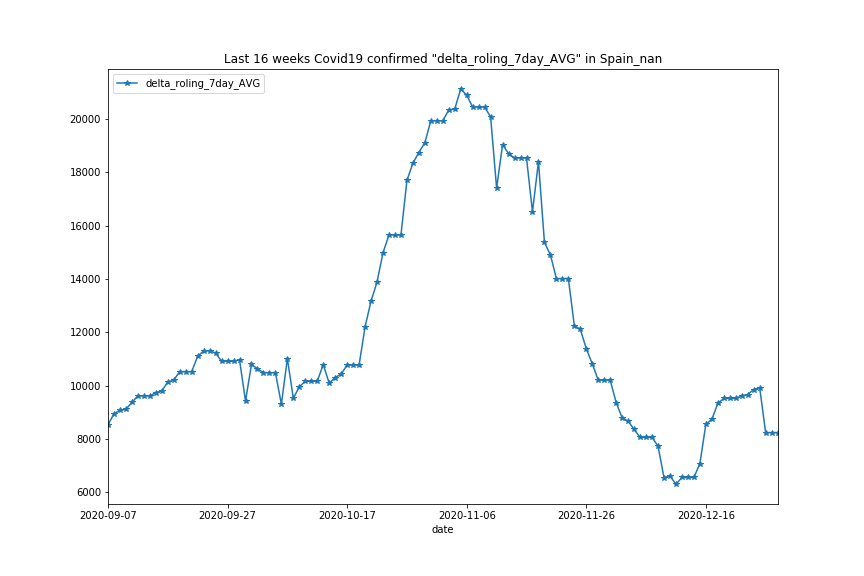 Last 16 weeks Covid19 confirmed "delta_roling_7day_AVG" in Spain_nan
delta_roling_7day_AVG
20000
18000
16000
14000
12000
10000
8000
6000
2020-09-07 2020-09-27 2020-10-17 2020-11-06 2020-11-26 2020-12-16
date